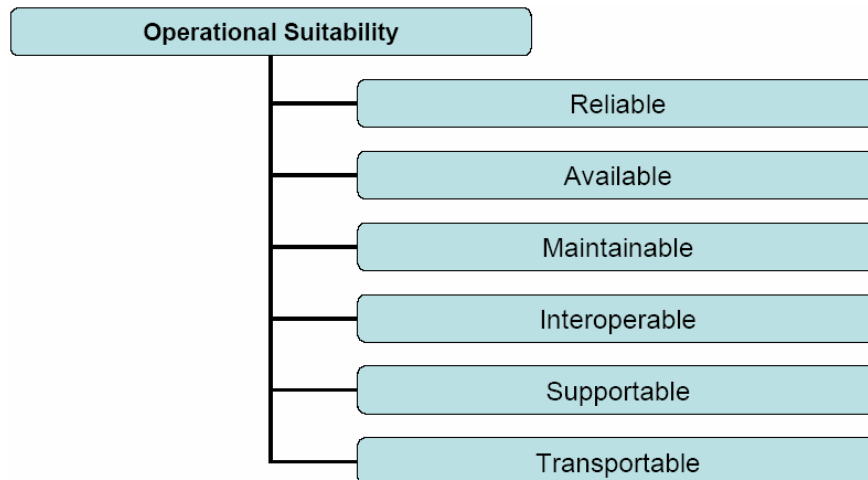 Operational Suitability
Reliable
Available
Maintainable
Interoperable
Supportable
Transportable